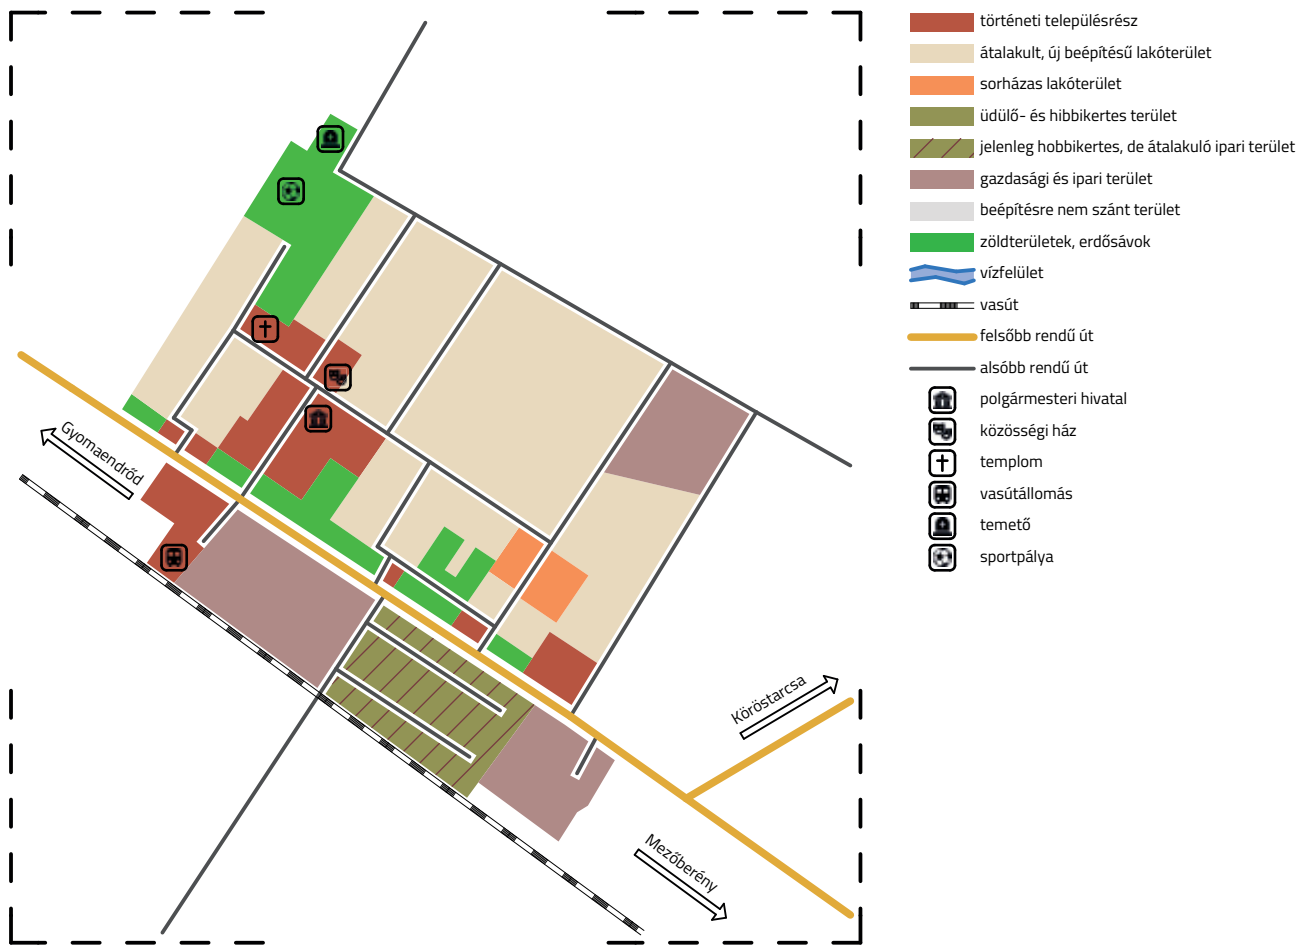 történeti településrész
átalakult, új beépítésű lakóterület
sorházas lakóterület
üdülő- és hibbikertes terület
jelenleg hobbikertes, de átalakuló ipari terület
gazdasági és ipari terület
beépítésre nem szánt terület
zöldterületek, erdősávok
vízfelület
vasút
felsőbb rendű út
alsóbb rendű út
polgármesteri hivatal
közösségi ház
templom
vasútállomás
temető
sportpálya
Gyomaendrőd
Köröstarcsa
Mezőberény